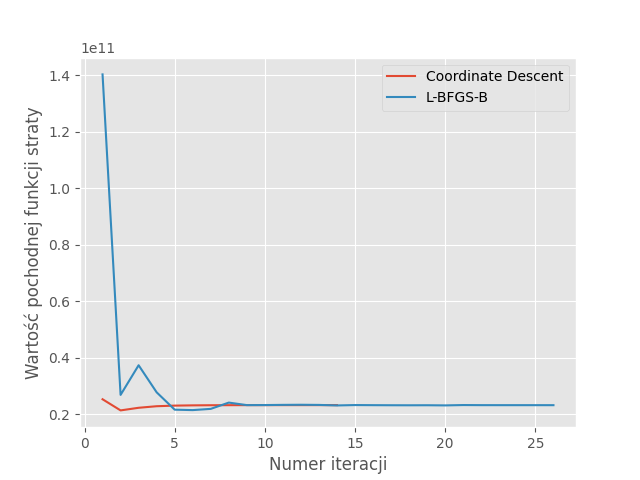 1e11
Coordinate Descent
L-BFGS-B
1.4
1.2
1.0
0.8
0.6
0.4
0.2
Wartość pochodnej funkcji straty
0 5 10 15 20 25
Numer iteracji